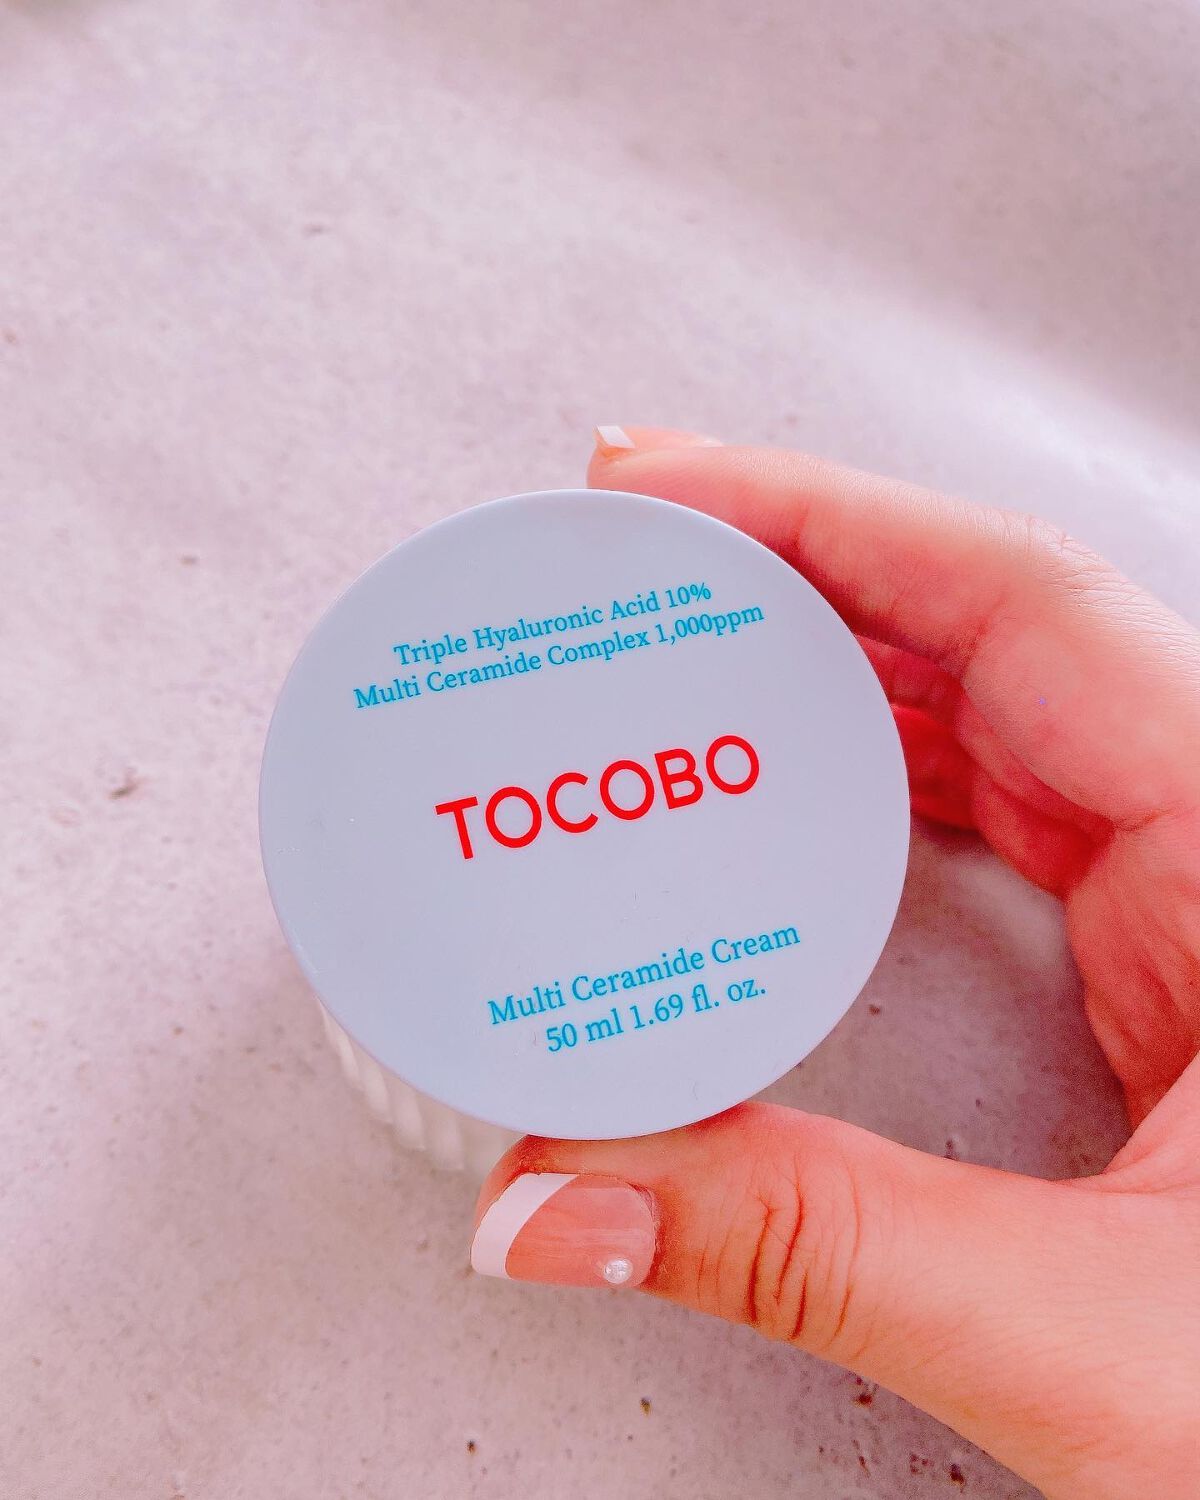 Triple Hyaluronic Acid 10%
Multi Ceramide Complex 1,000ppm
TOCOBO
Multi Ceramide Cream
50 ml 1.69 fl. oz.